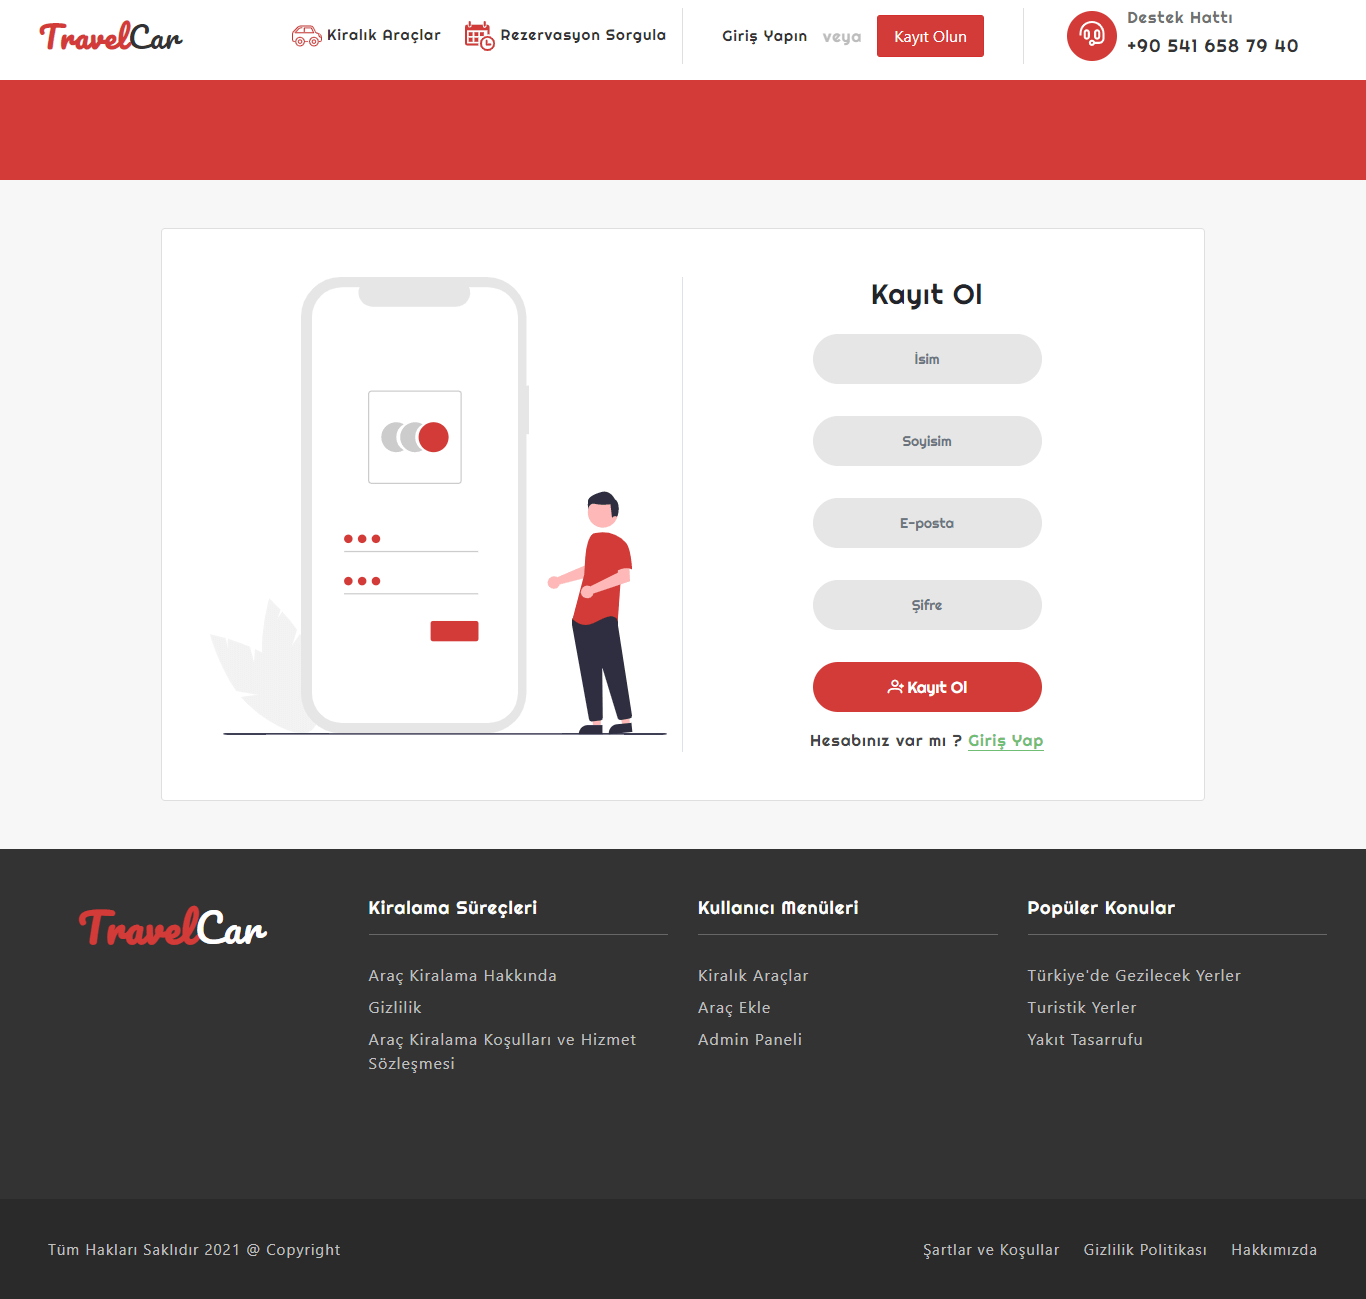 TravelCar
Kiralık Araçlar
Rezervasyon Sorgula
Giriş Yapın
veya
Kayıt Olun
Destek Hattı
+90 541 658 79 40
Kayıt Ol
İsim
Soyisim
E-posta
Şifre
Kayıt Ol
Hesabınız var mı ? Giriş Yap
TravelCar
Kiralama Süreçleri
Araç Kiralama Hakkında
Gizlilik
Araç Kiralama Koşulları ve Hizmet
Sözleşmesi
Kullanıcı Menüleri
Kiralık Araçlar
Araç Ekle
Admin Paneli
Popüler Konular
Türkiye'de Gezilecek Yerler
Turistik Yerler
Yakıt Tasarrufu
Tüm Hakları Saklıdır 2021 @ Copyright
Şartlar ve Koşullar
Gizlilik Politikası
Hakkımızda